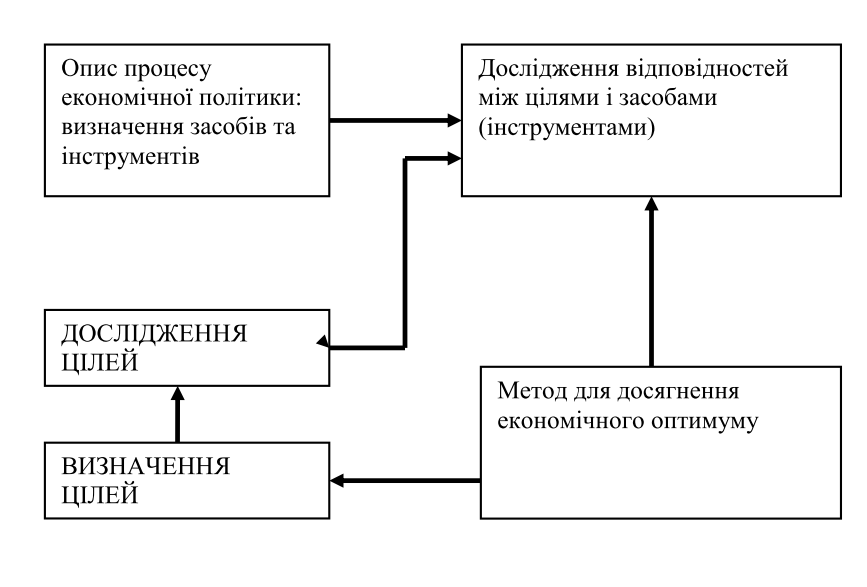 Опис процесу
економічної політики:
визначення засобів та
інструментів
Дослідження відповідностей
між цілями і засобами
(інструментами)
ДОСЛІДЖЕННЯ
ЦІЛЕЙ
Метод для досягнення
економічного оптимуму
ВИЗНАЧЕННЯ
ЦІЛЕЙ